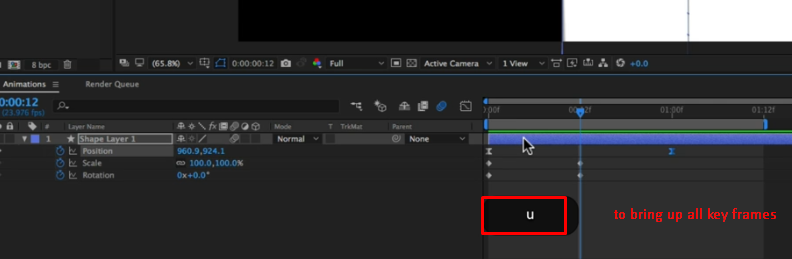 8 bpc
(65.8%)
0:00:00:12
Full
Active Camera
1 View
+0.0
Animations
Render Queue
0:00:12
(23.976 fps)
:00f
00:12f
01:00f
01:12f
#
Layer Name
Mode
T
TrkMat
Parent
1
Shape Layer 1
Normal
None
Position
960.9,924.1
Scale
100.0,100.0%
Rotation
0x+0.0°
u
to bring up all key frames